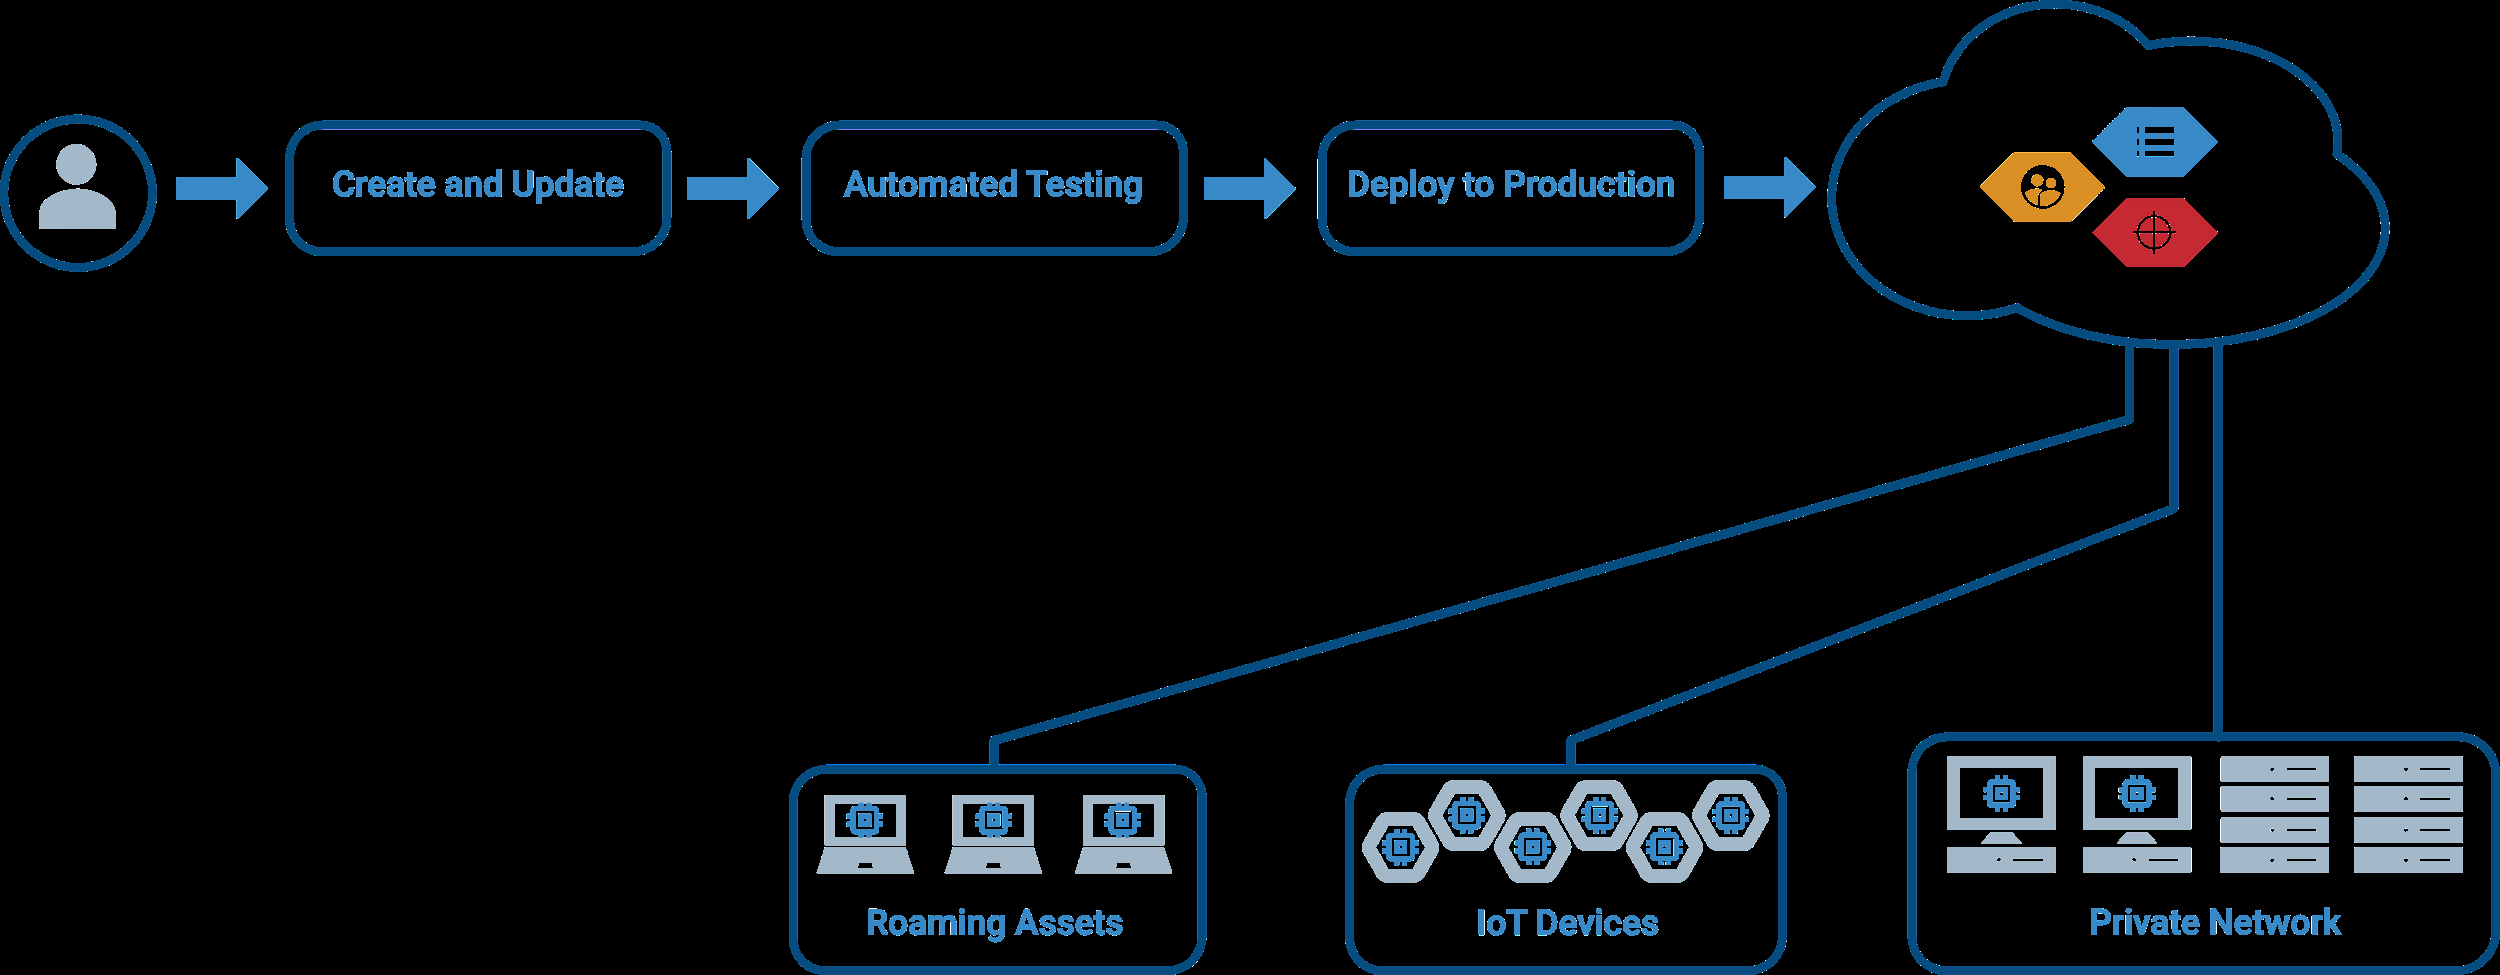 Create and Update
Automated Testing
Deploy to Production
Roaming Assets
IoT Devices
Private Network